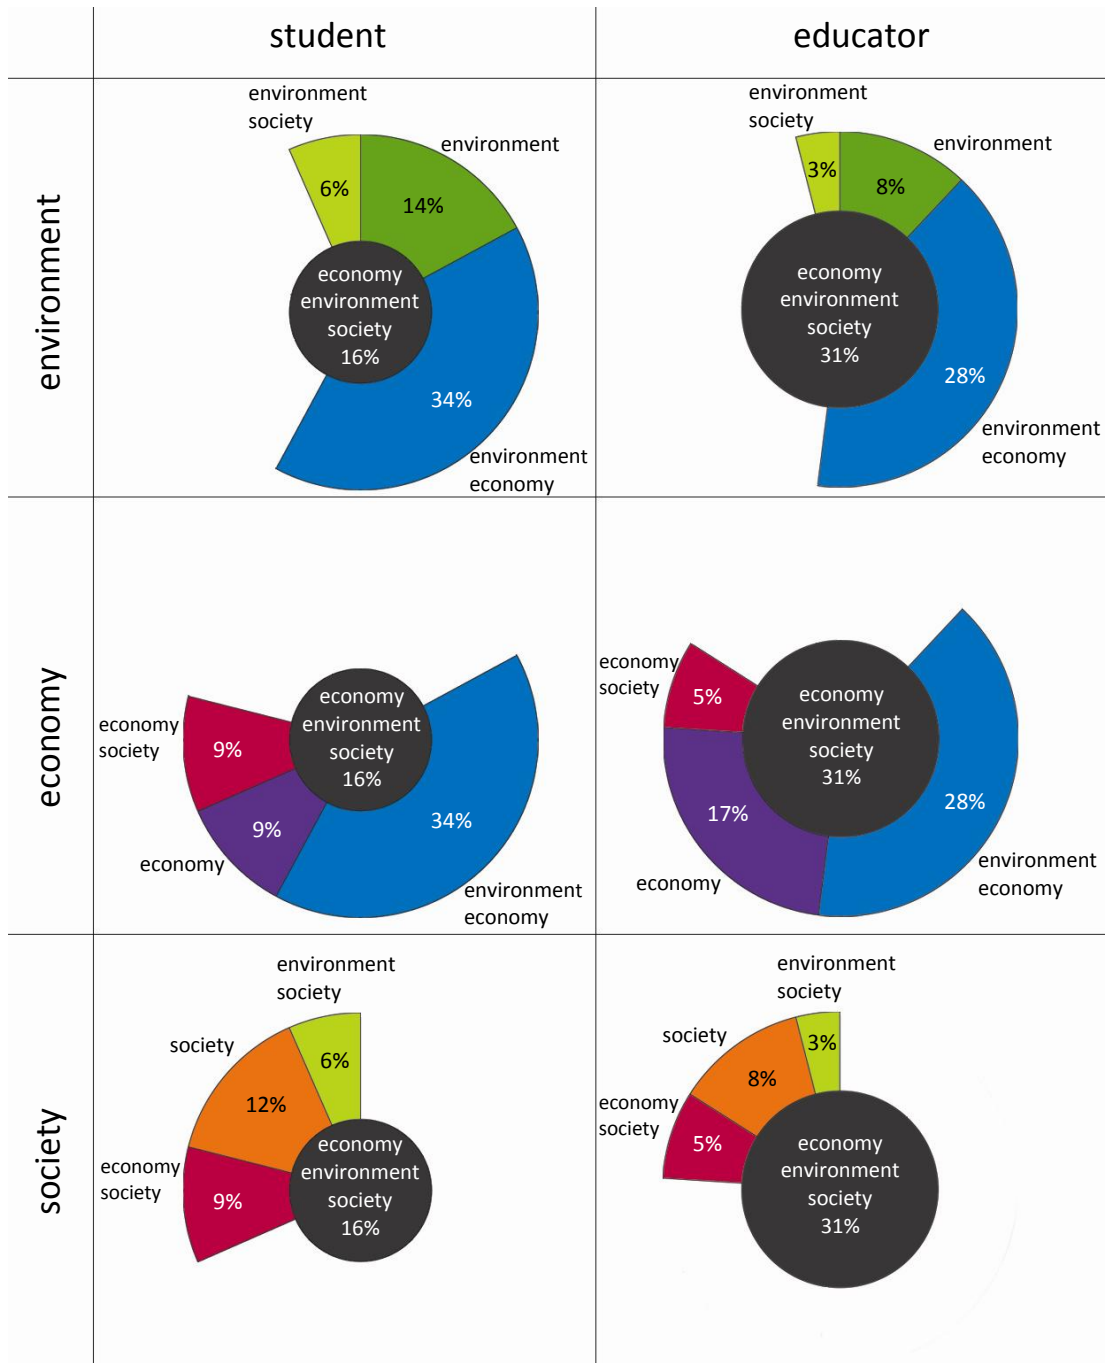 student
educator
environment
environment
society
environment
6%
14%
economy
environment
society
16%
34%
environment
economy
environment
society
environment
3%
8%
economy
environment
society
31%
28%
environment
economy
economy
economy
society
9%
economy
environment
society
16%
9%
34%
economy
environment
economy
economy
society
5%
economy
environment
society
31%
17%
28%
economy
environment
economy
society
environment
society
society
6%
12%
economy
society
9%
economy
environment
society
16%
environment
society
society
3%
8%
economy
society
5%
economy
environment
society
31%